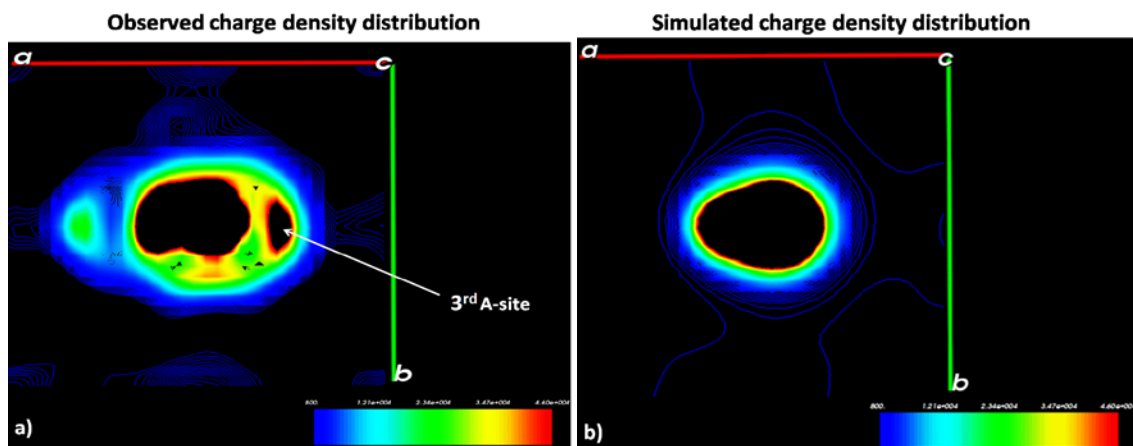 Observed charge density distribution
Simulated charge density distribution
a
c
b
3rd A-site
800. 1.21e+004 2.34e+004 3.47e+004 4.60e+004
a)
a
c
b
800. 1.21e+004 2.34e+004 3.47e+004 4.60e+004
b)